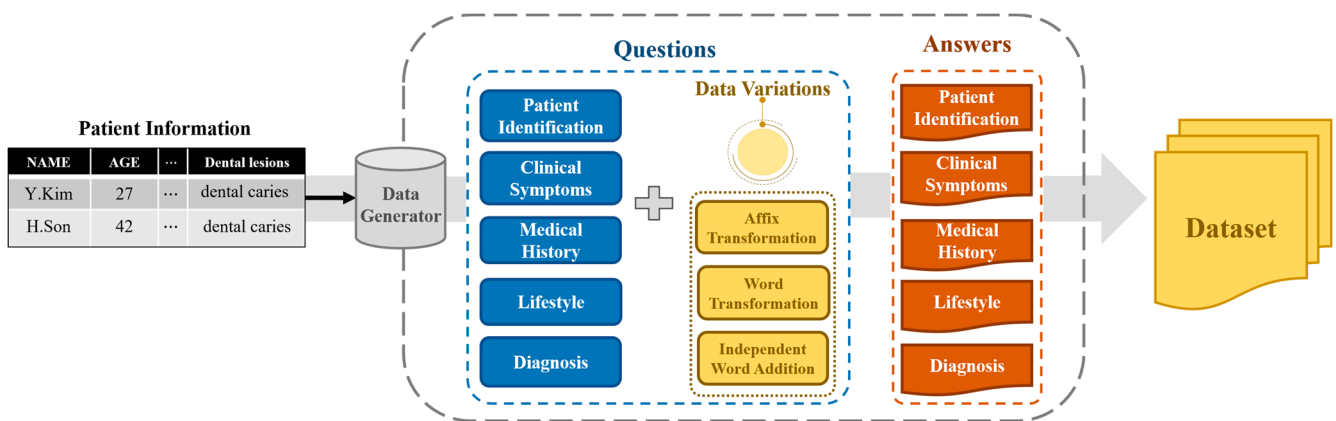 Patient Information
NAME AGE ... Dental lesions
Y.Kim 27 ... dental caries
H.Son 42 ... dental caries
Data
Generator
Questions
Patient
Identification
Clinical
Symptoms
Medical
History
Lifestyle
Diagnosis
Data Variations
Affix
Transformation
Word
Transformation
Independent
Word Addition
Answers
Patient
Identification
Clinical
Symptoms
Medical
History
Lifestyle
Diagnosis
Dataset